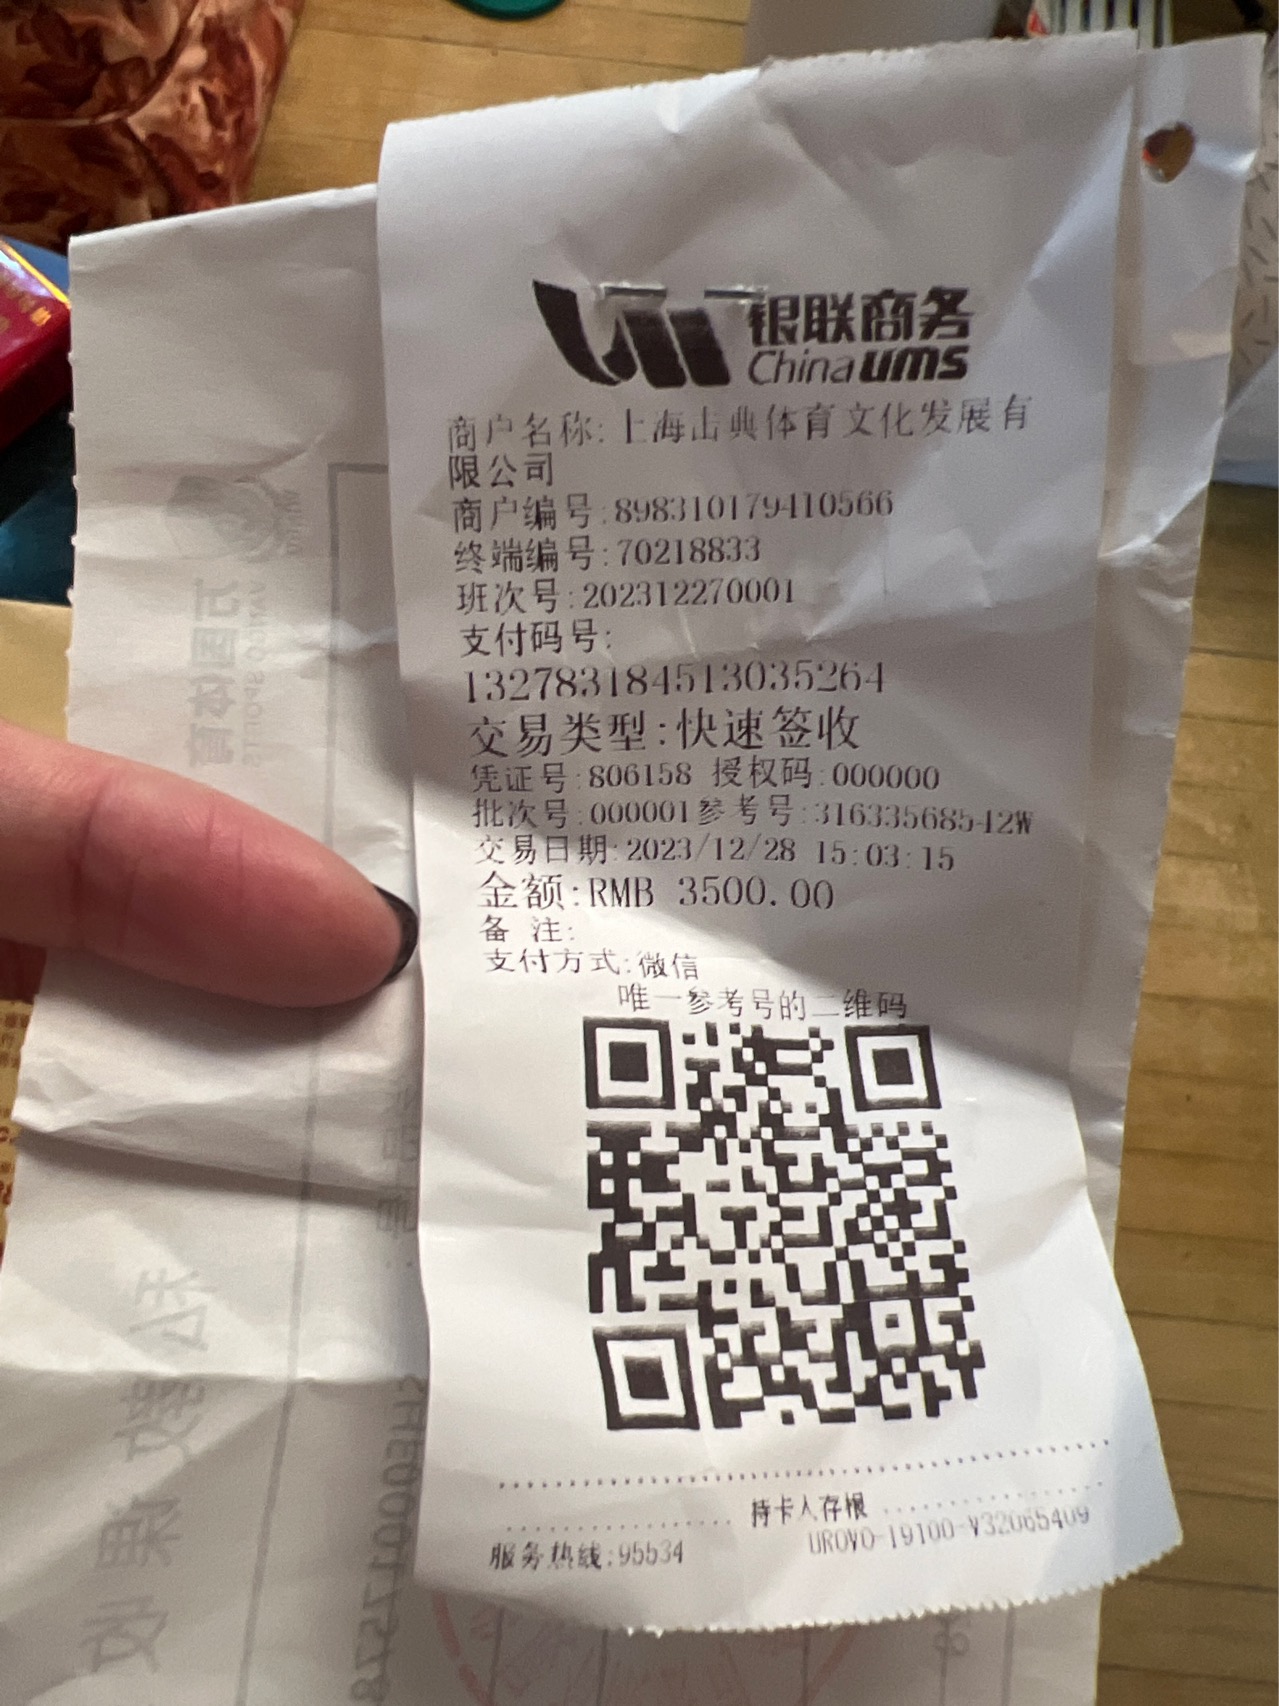 银联商务
China ums
商户名称:上海击典体育文化发展有
限公司
商户编号:898310179410566
终端编号:70218833
班次号:202312270001
支付码号:
132783184513035264
交易类型:快速签收
凭证号:806158 授权码:000000
批次号:000001参考号:31633568542W
交易日期:2023/12/28 15:03:15
金额:RMB 3500.00
备 注:
支付方式:微信
唯一参考号的二维码
持卡人存根
服务热线:95534
UROVO-I9100-V32065409